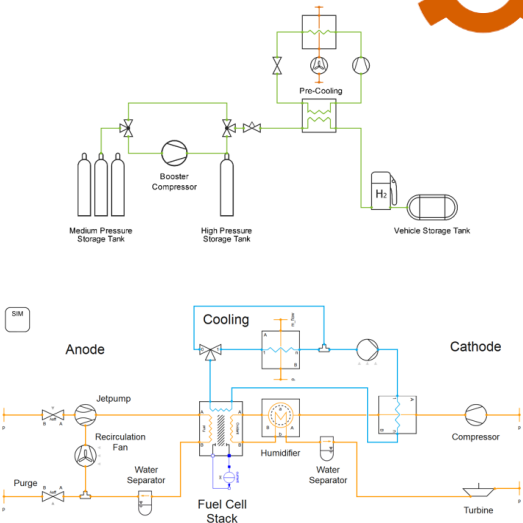 Pre-Cooling
Booster
Compressor
H2
Medium Pressure
Storage Tank
High Pressure
Storage Tank
Vehicle Storage Tank
SIM
Cooling
Anode
Cathode
Jetpump
Recirculation
Fan
Compressor
Humidifier
Purge
Water
Separator
Water
Separator
Fuel Cell
Stack
Turbine